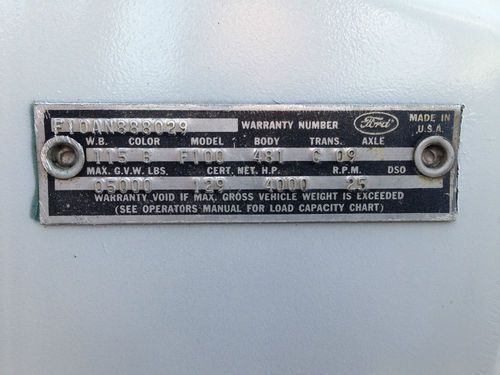 F10AN888029 WARRANTY NUMBER Ford MADE IN U.S.A.
W.B. COLOR MODEL BODY TRANS. AXLE
115 B F100 481 G 09
MAX. G.V.W. LBS. CERT. NET. H.P. R.P.M. DSO
05000 129 4000 25
WARRANTY VOID IF MAX. GROSS VEHICLE WEIGHT IS EXCEEDED
(SEE OPERATORS MANUAL FOR LOAD CAPACITY CHART)